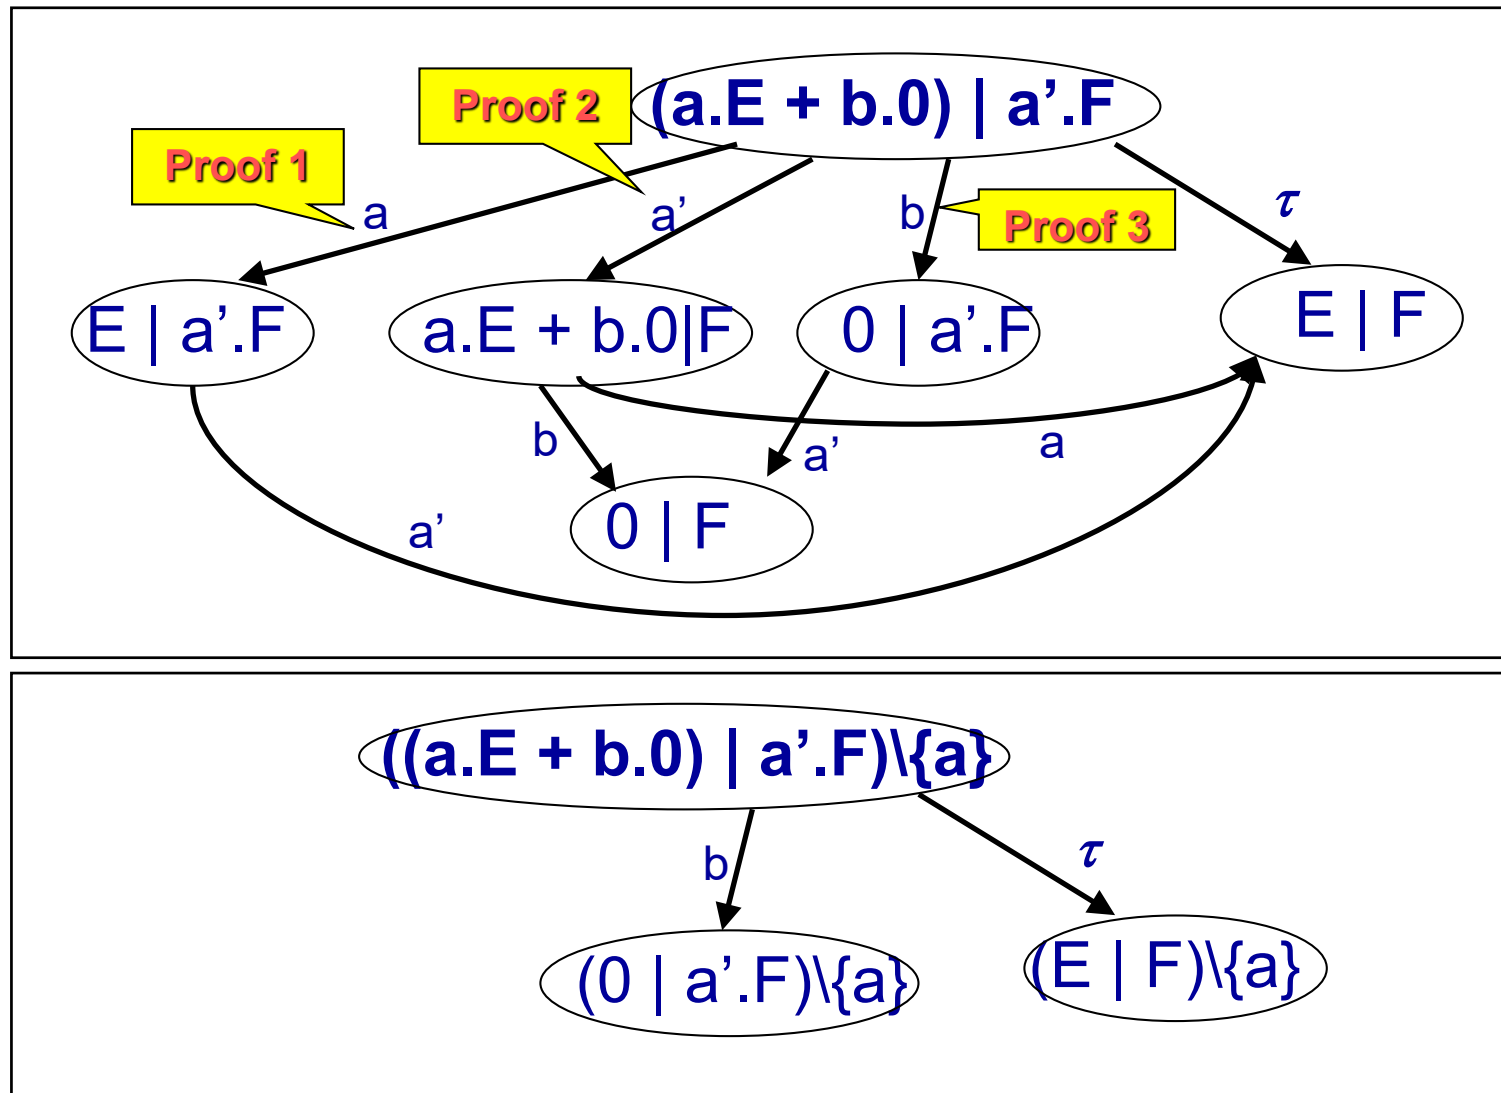 (a.E + b.0) | a’.F
Proof 2
Proof 1
a
a’
b
Proof 3
τ
E | a’.F
a.E + b.0|F
0 | a’.F
E | F
b
a’
a
a’
0 | F
((a.E + b.0) | a’.F)\{a}
b
τ
(0 | a’.F)\{a}
(E | F)\{a}